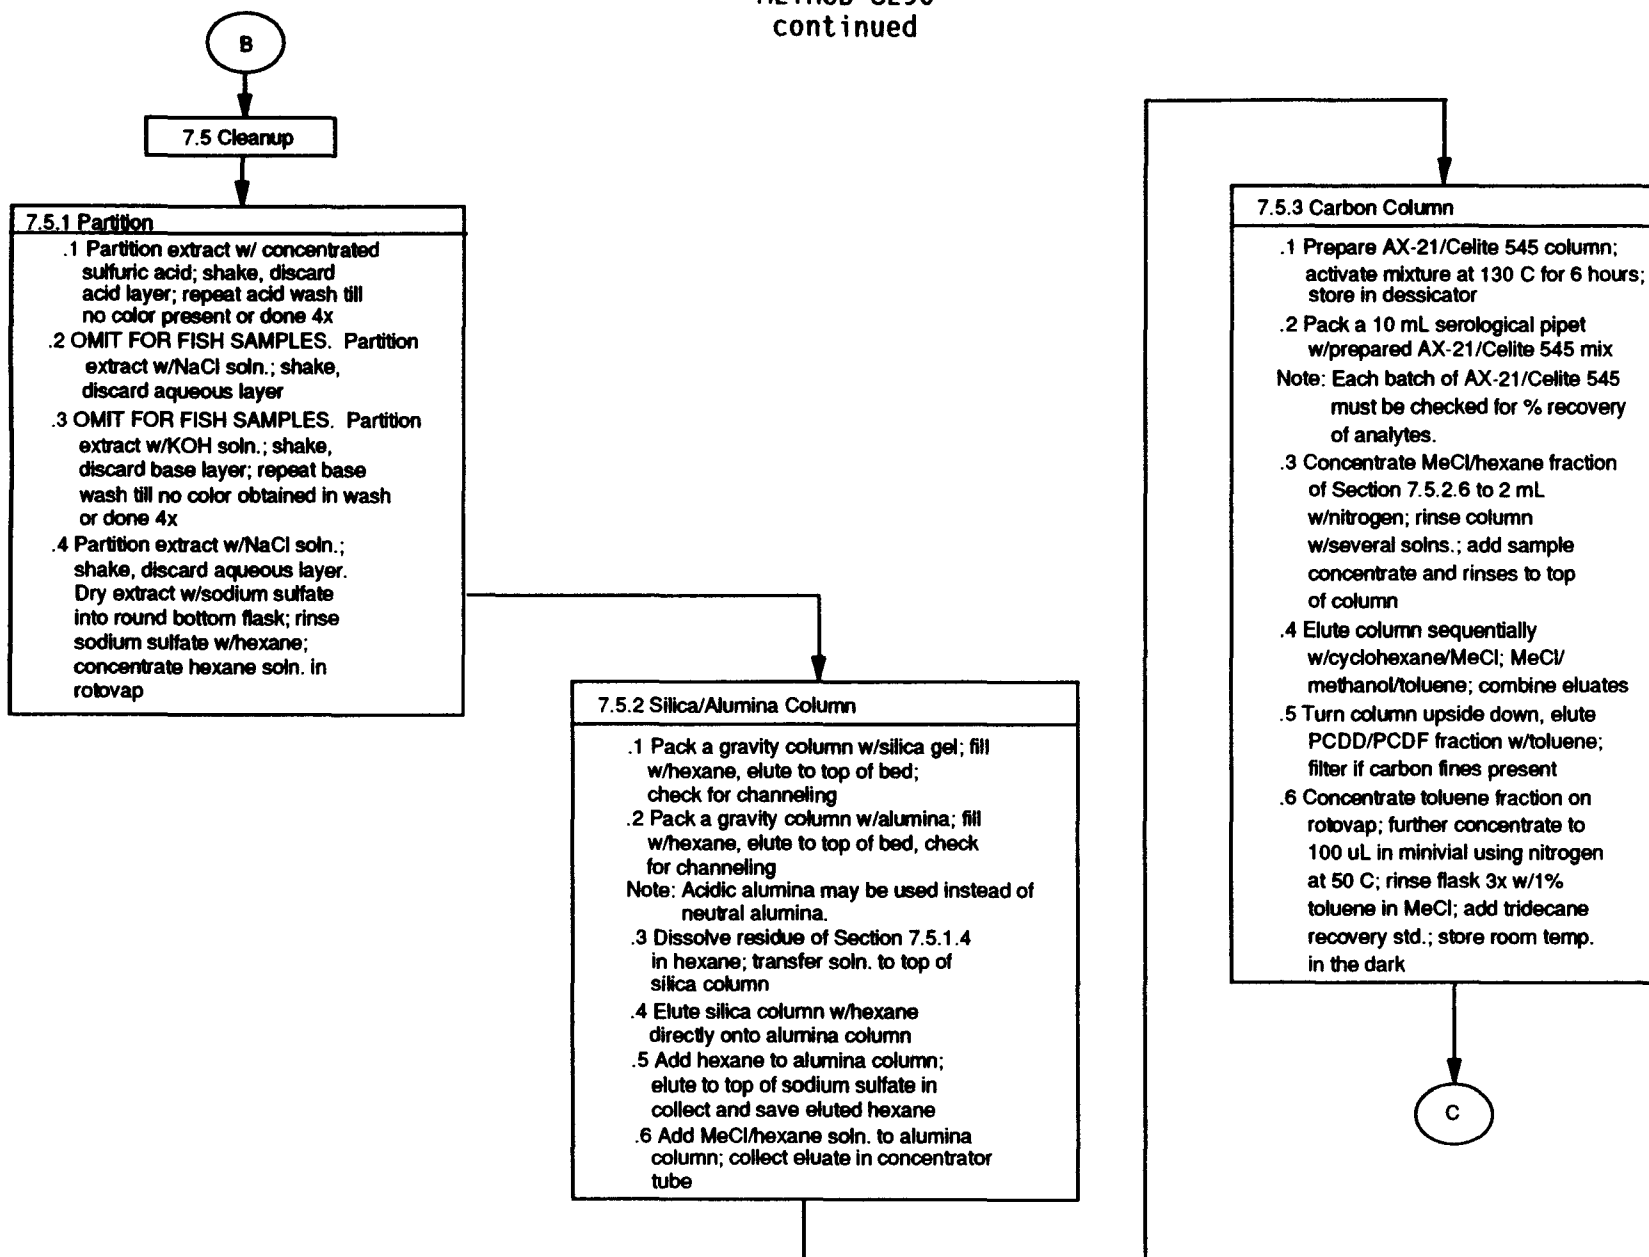 continued
B
7.5 Cleanup
7.5.1 Partition
.1 Partition extract w/ concentrated
sulfuric acid; shake, discard
acid layer; repeat acid wash till
no color present or done 4x
.2 OMIT FOR FISH SAMPLES. Partition
extract w/NaCl soln.; shake,
discard aqueous layer
.3 OMIT FOR FISH SAMPLES. Partition
extract w/KOH soln.; shake,
discard base layer; repeat base
wash till no color obtained in wash
or done 4x
.4 Partition extract w/NaCl soln.;
shake, discard aqueous layer.
Dry extract w/sodium sulfate
into round bottom flask; rinse
sodium sulfate w/hexane;
concentrate hexane soln. in
rotovap
7.5.2 Silica/Alumina Column
.1 Pack a gravity column w/silica gel; fill
w/hexane, elute to top of bed;
check for channeling
.2 Pack a gravity column w/alumina; fill
w/hexane, elute to top of bed, check
for channeling
Note: Acidic alumina may be used instead of
neutral alumina.
.3 Dissolve residue of Section 7.5.1.4
in hexane; transfer soln. to top of
silica column
.4 Elute silica column w/hexane
directly onto alumina column
.5 Add hexane to alumina column;
elute to top of sodium sulfate in
collect and save eluted hexane
.6 Add MeCl/hexane soln. to alumina
column; collect eluate in concentrator
tube
7.5.3 Carbon Column
.1 Prepare AX-21/Celite 545 column;
activate mixture at 130 C for 6 hours;
store in dessicator
.2 Pack a 10 mL serological pipet
w/prepared AX-21/Celite 545 mix
Note: Each batch of AX-21/Celite 545
must be checked for % recovery
of analytes.
.3 Concentrate MeCl/hexane fraction
of Section 7.5.2.6 to 2 mL
w/nitrogen; rinse column
w/several solns.; add sample
concentrate and rinses to top
of column
.4 Elute column sequentially
w/cyclohexane/MeCl; MeCl/
methanol/toluene; combine eluates
.5 Turn column upside down, elute
PCDD/PCDF fraction w/toluene;
filter if carbon fines present
.6 Concentrate toluene fraction on
rotovap; further concentrate to
100 uL in minivial using nitrogen
at 50 C; rinse flask 3x w/1%
toluene in MeCl; add tridecane
recovery std.; store room temp.
in the dark
C